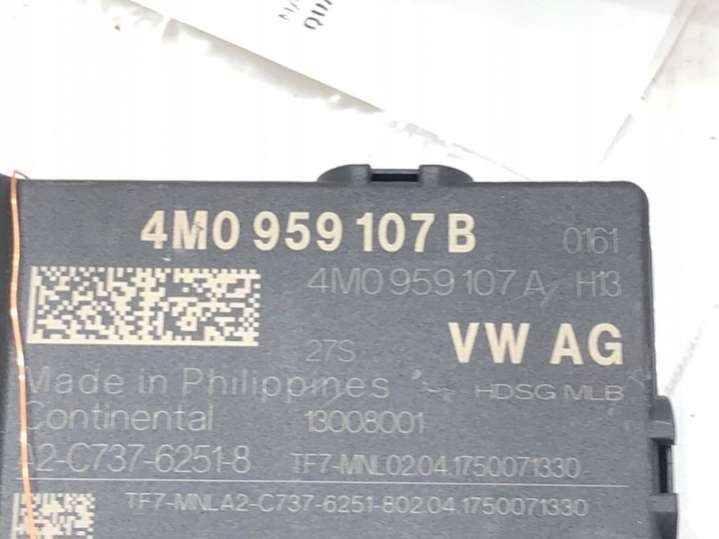 QUA
4M0 959 107 B 0161
4M0 959 107 A H13
27S VW AG
Made in Philippines HDSG MLB
Continental 13008001
A2-C737-6251-8 TF7-MNL02.04.1750071330
TF7-MNLA2-C737-6251-802.04.1750071330